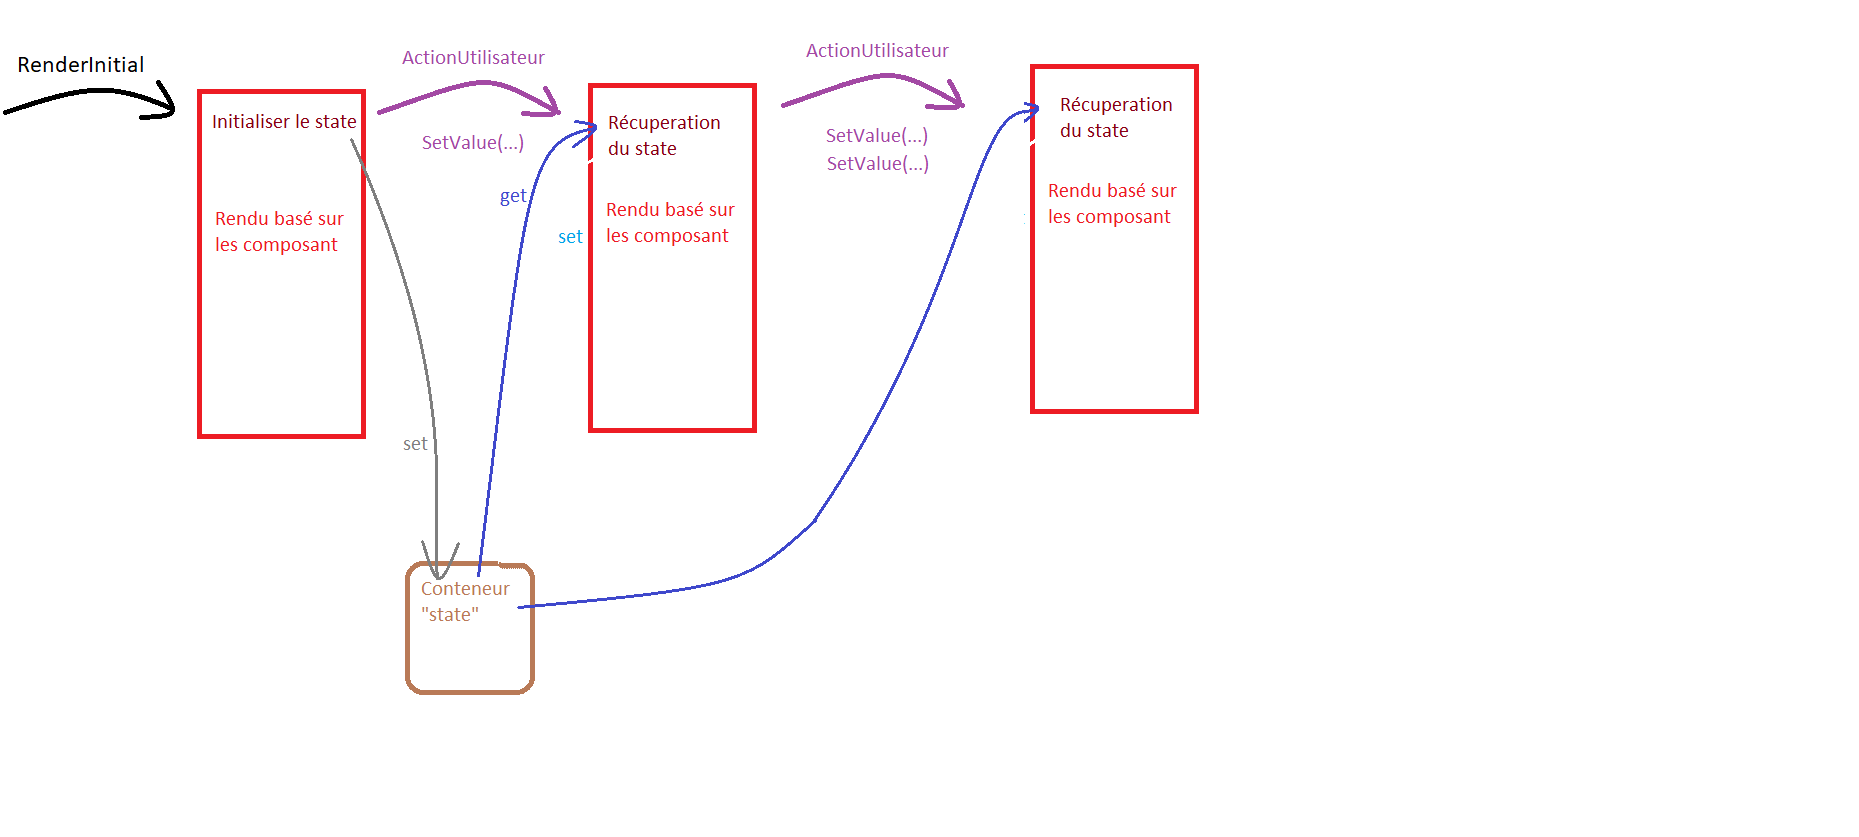 RenderInitial
Initialiser le state
Rendu basé sur
les composant
ActionUtilisateur
SetValue(...)
get
set
Récuperation
du state
Rendu basé sur
les composant
ActionUtilisateur
SetValue(...)
SetValue(...)
Récuperation
du state
Rendu basé sur
les composant
set
Conteneur
"state"